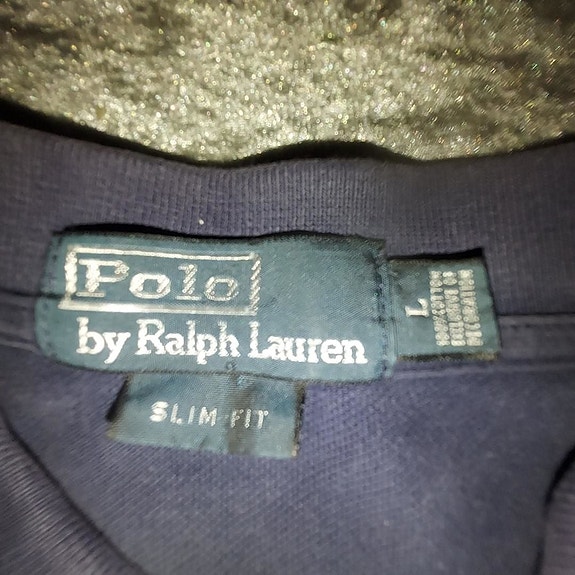 Polo
by Ralph Lauren
L
SLIM FIT